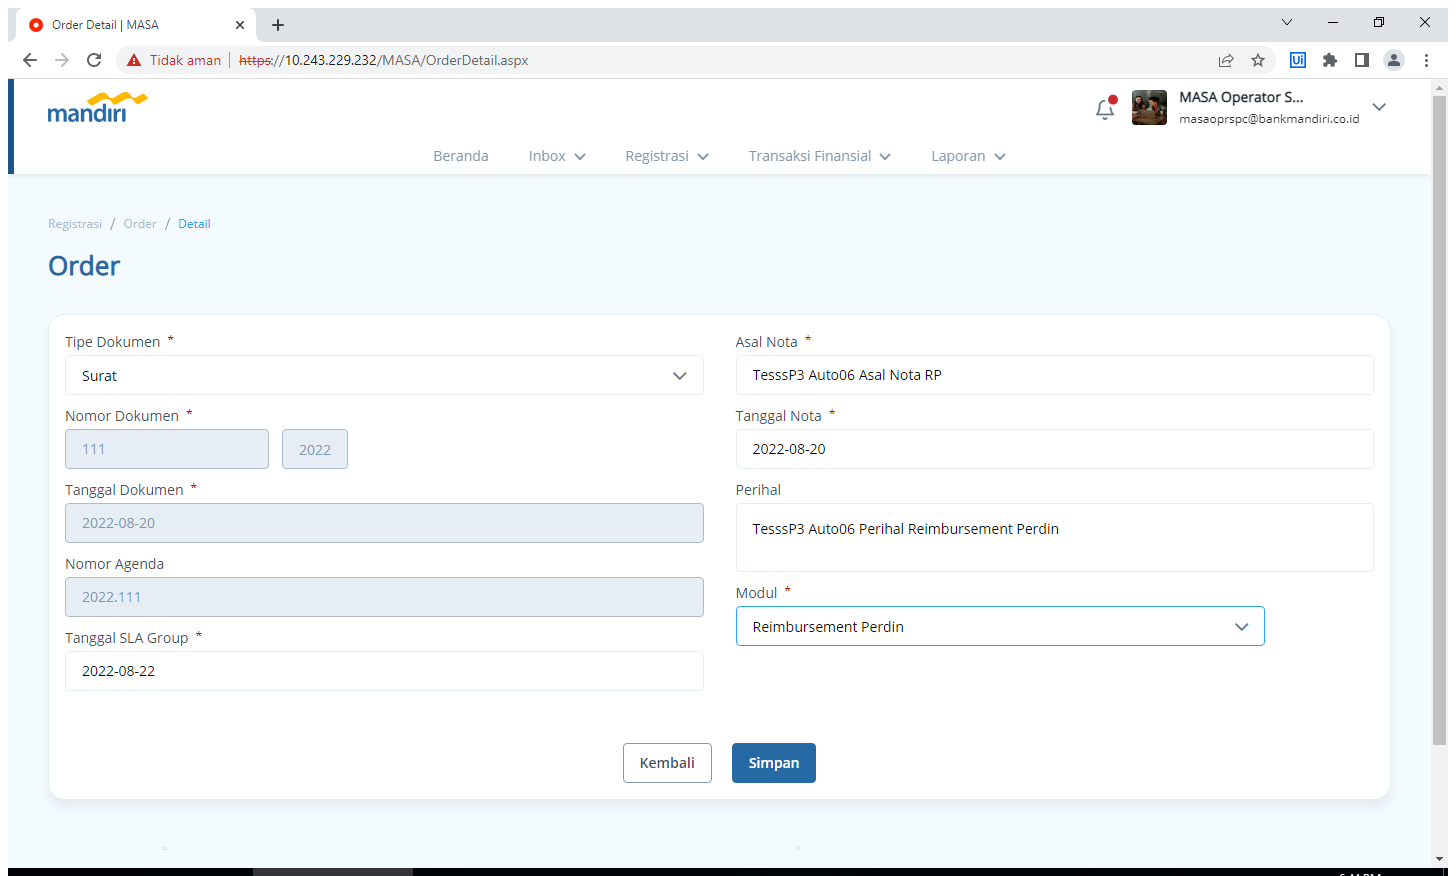 Order Detail | MASA
Tidak aman | https://10.243.229.232/MASA/OrderDetail.aspx
mandiri
MASA Operator S...
masaoprspc@bankmandiri.co.id
Beranda Inbox Registrasi Transaksi Finansial Laporan
Registrasi / Order / Detail
Order
Tipe Dokumen *
Surat
Nomor Dokumen *
111 2022
Tanggal Dokumen *
2022-08-20
Nomor Agenda
2022.111
Tanggal SLA Group *
2022-08-22
Asal Nota *
TesssP3 Auto06 Asal Nota RP
Tanggal Nota *
2022-08-20
Perihal
TesssP3 Auto06 Perihal Reimbursement Perdin
Modul *
Reimbursement Perdin
Kembali Simpan